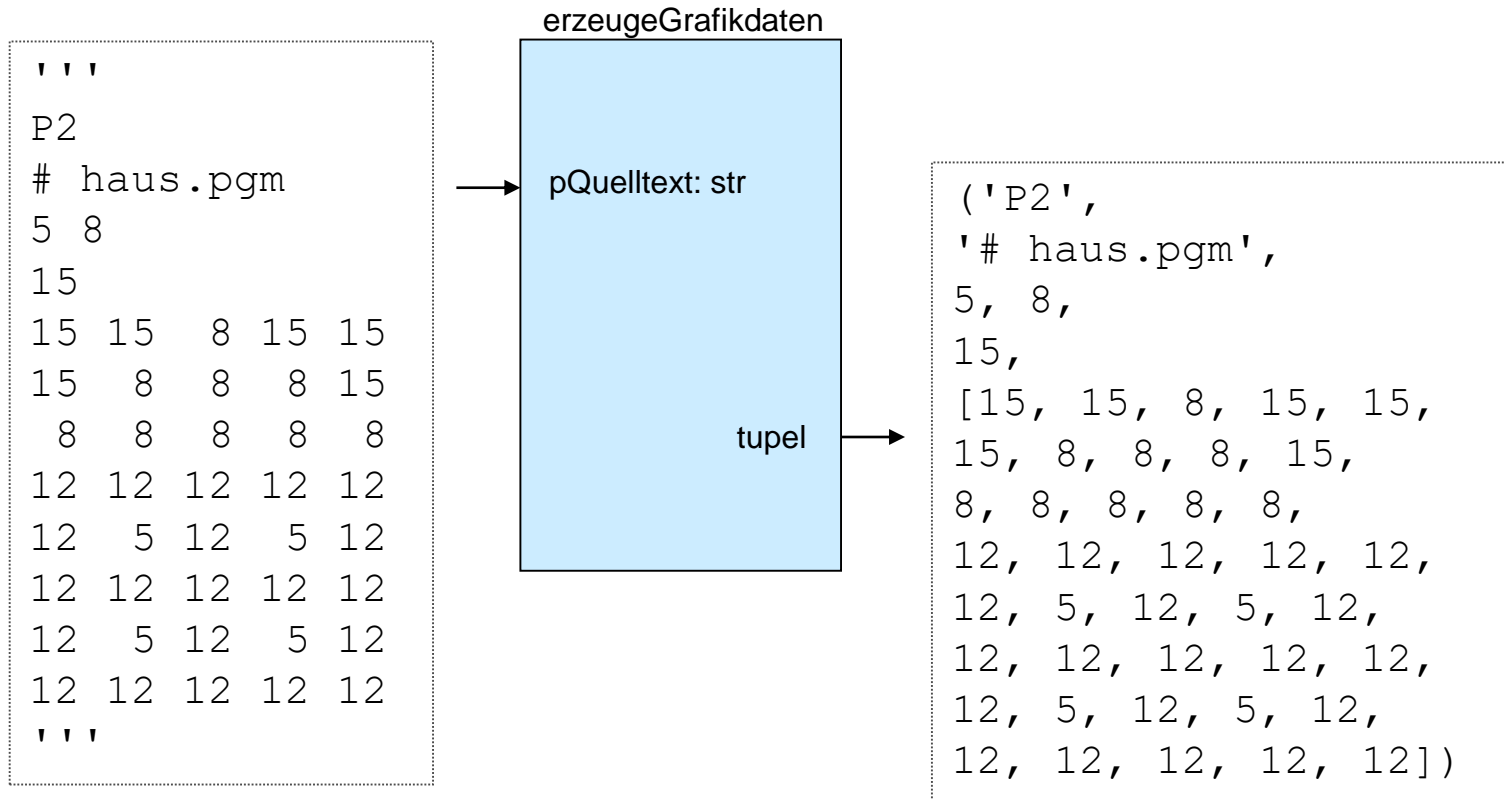 erzeugeGrafikdaten
'''
P2
# haus.pgm
5 8
15
15 15  8 15 15
15  8  8  8 15
 8  8  8  8  8
12 12 12 12 12
12  5 12  5 12
12 12 12 12 12
12  5 12  5 12
12 12 12 12 12
'''
pQuelltext: str
tupel
('P2',
'# haus.pgm',
5, 8,
15,
[15, 15, 8, 15, 15,
15, 8, 8, 8, 15,
8, 8, 8, 8, 8,
12, 12, 12, 12, 12,
12, 5, 12, 5, 12,
12, 12, 12, 12, 12,
12, 5, 12, 5, 12,
12, 12, 12, 12, 12])